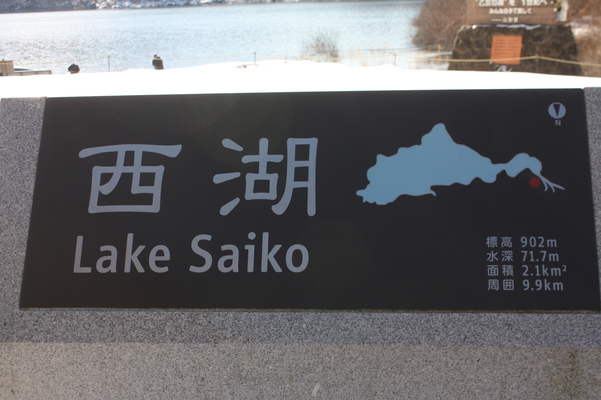 西湖
Lake Saiko
N
標高 902m
水深 71.7m
面積 2.1km²
周囲 9.9km